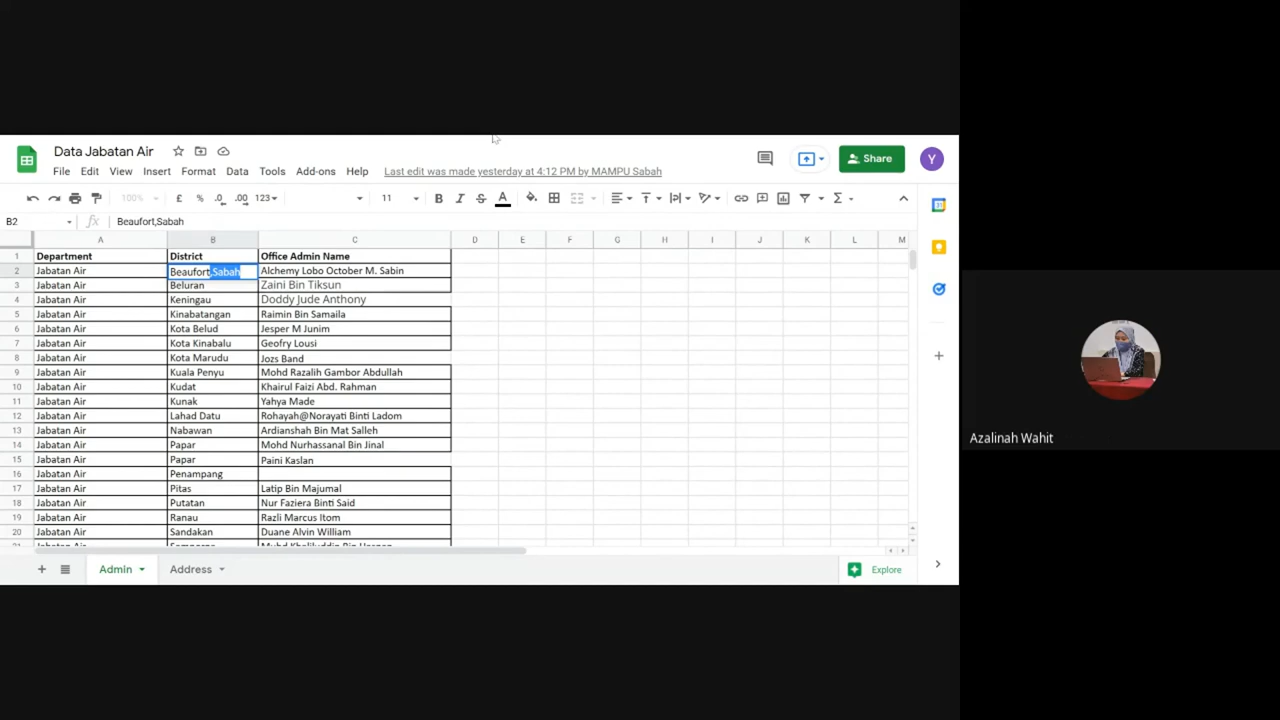 Data Jabatan Air
File Edit View Insert Format Data Tools Add-ons Help Last edit was made yesterday at 4:12 PM by MAMPU Sabah
Share
Y
100% £ % .0 .00 123 11 B I S A
B2 fx Beaufort,Sabah
A B C D E F G H I J K L M
1 Department District Office Admin Name
2 Jabatan Air Beaufort,Sabah Alchemy Lobo October M. Sabin
3 Jabatan Air Beluran Zaini Bin Tiksun
4 Jabatan Air Keningau Doddy Jude Anthony
5 Jabatan Air Kinabatangan Raimin Bin Samaila
6 Jabatan Air Kota Belud Jesper M Junim
7 Jabatan Air Kota Kinabalu Geofry Lousi
8 Jabatan Air Kota Marudu Jozs Band
9 Jabatan Air Kuala Penyu Mohd Razalih Gambor Abdullah
10 Jabatan Air Kudat Khairul Faizi Abd. Rahman
11 Jabatan Air Kunak Yahya Made
12 Jabatan Air Lahad Datu Rohayah@Norayati Binti Ladom
13 Jabatan Air Nabawan Ardianshah Bin Mat Salleh
14 Jabatan Air Papar Mohd Nurhassanal Bin Jinal
15 Jabatan Air Papar Paini Kaslan
16 Jabatan Air Penampang
17 Jabatan Air Pitas Latip Bin Majumal
18 Jabatan Air Putatan Nur Faziera Binti Said
19 Jabatan Air Ranau Razli Marcus Itom
20 Jabatan Air Sandakan Duane Alvin William
Admin Address Explore
Azalinah Wahit